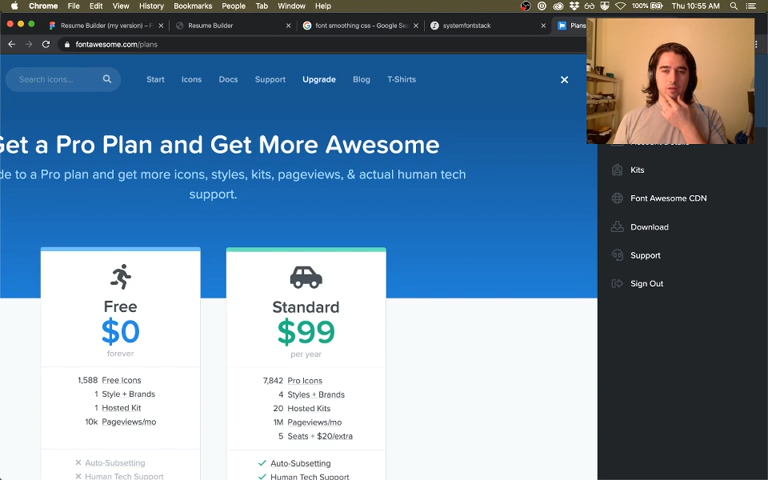 Chrome File Edit View History Bookmarks People Tab Window Help 100% Thu 10:55 AM
Resume Builder (my version) – F
Resume Builder
font smoothing css - Google Se
systemfontstack
Plans
fontawesome.com/plans
Search icons...
Start Icons Docs Support Upgrade Blog T-Shirts
Get a Pro Plan and Get More Awesome
de to a Pro plan and get more icons, styles, kits, pageviews, & actual human tech
support.
Kits
Font Awesome CDN
Download
Support
Sign Out
Free
$0
forever
1,588 Free Icons
1 Style + Brands
1 Hosted Kit
10k Pageviews/mo
Auto-Subsetting
Human Tech Support
Standard
$99
per year
7,842 Pro Icons
4 Styles + Brands
20 Hosted Kits
1M Pageviews/mo
5 Seats + $20/extra
Auto-Subsetting
Human Tech Support